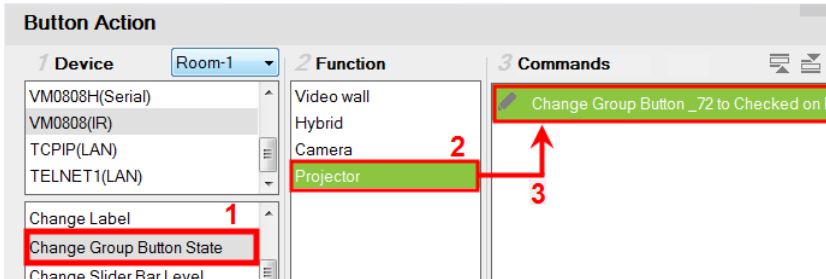 Button Action
1 Device Room-1
2 Function
3 Commands
VM0808H(Serial)
VM0808(IR)
TCPIP(LAN)
TELNET1(LAN)
Change Label 1
Change Group Button State
Change Slider Bar Level
Video wall
Hybrid
Camera 2
Projector
Change Group Button _72 to Checked on
3